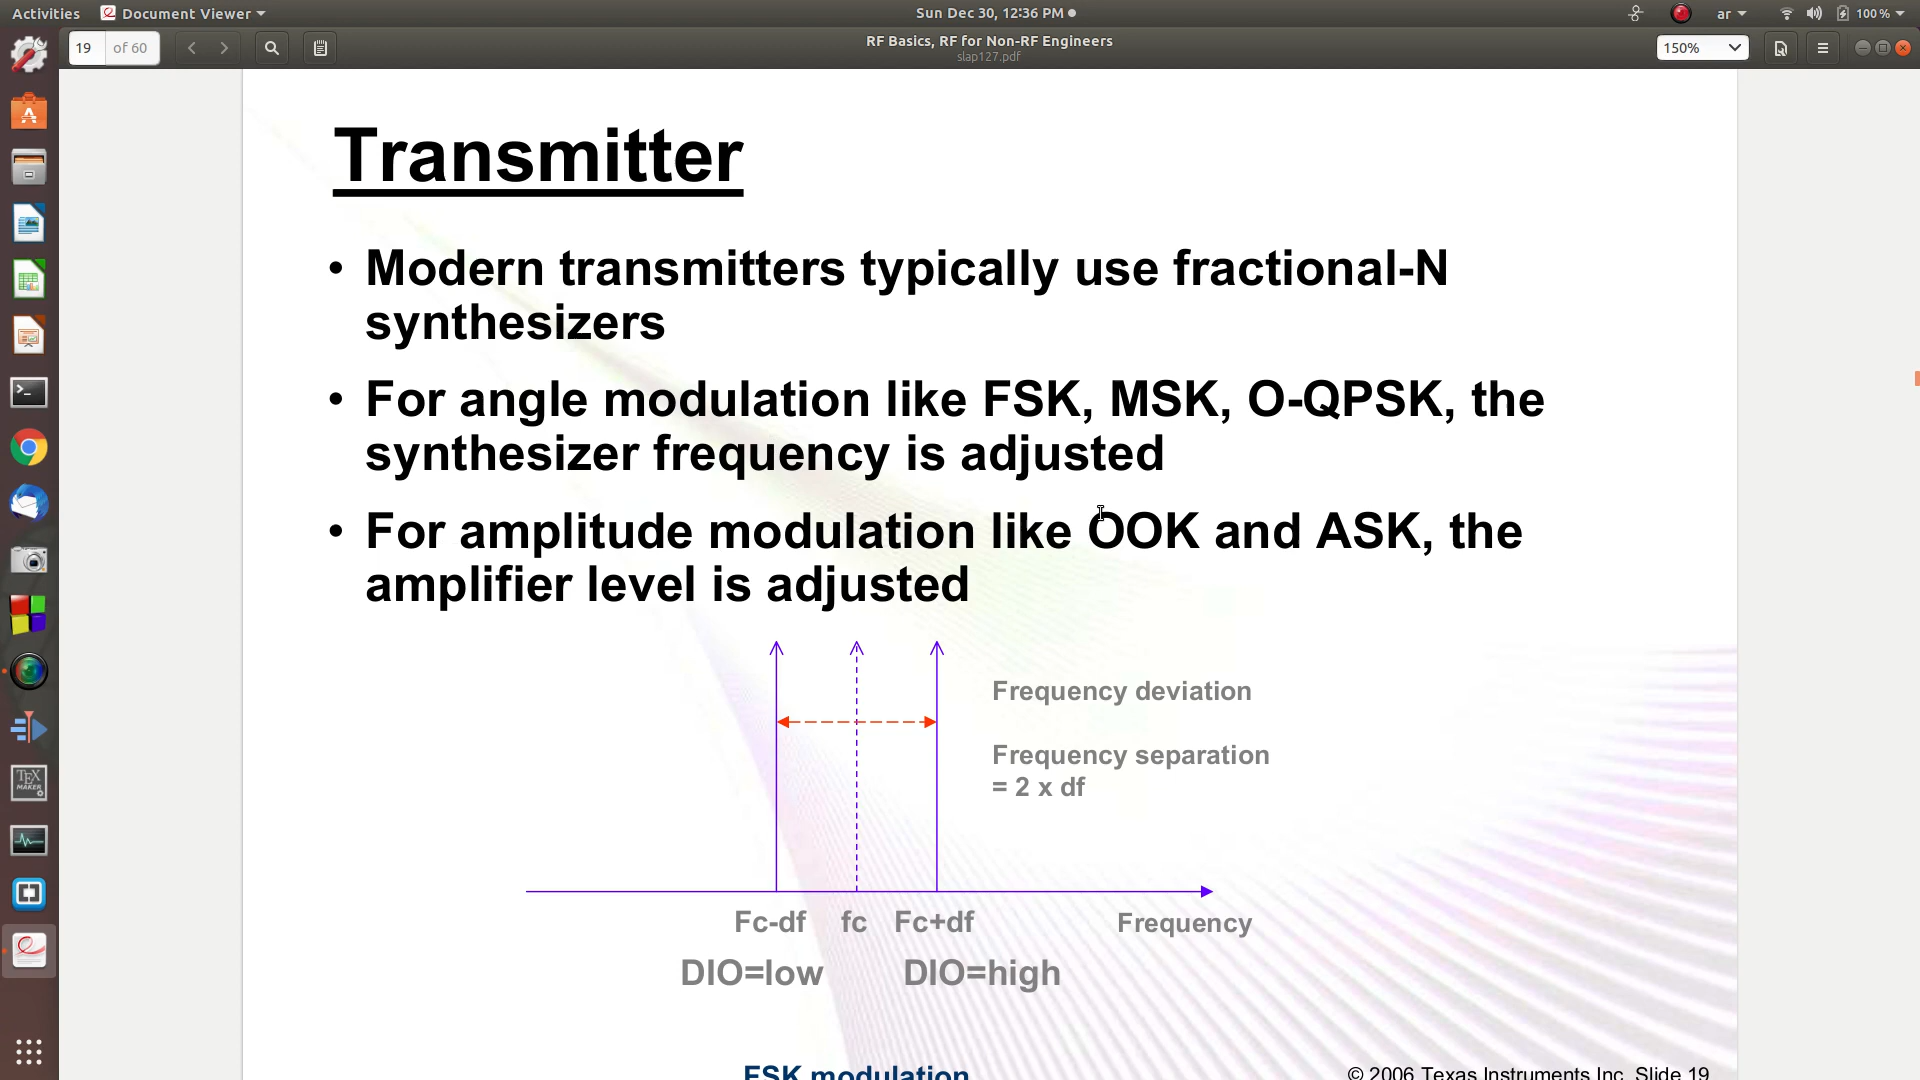 Activities
Document Viewer
Sun Dec 30, 12:36 PM
ar
100 %
19 of 60
RF Basics, RF for Non-RF Engineers
slap127.pdf
150%
Transmitter
• Modern transmitters typically use fractional-N
synthesizers
• For angle modulation like FSK, MSK, O-QPSK, the
synthesizer frequency is adjusted
• For amplitude modulation like OOK and ASK, the
amplifier level is adjusted
Frequency deviation
Frequency separation
= 2 x df
Fc-df fc Fc+df Frequency
DIO=low DIO=high
FSK modulation
© 2006 Texas Instruments Inc, Slide 19
TEX
MAKER